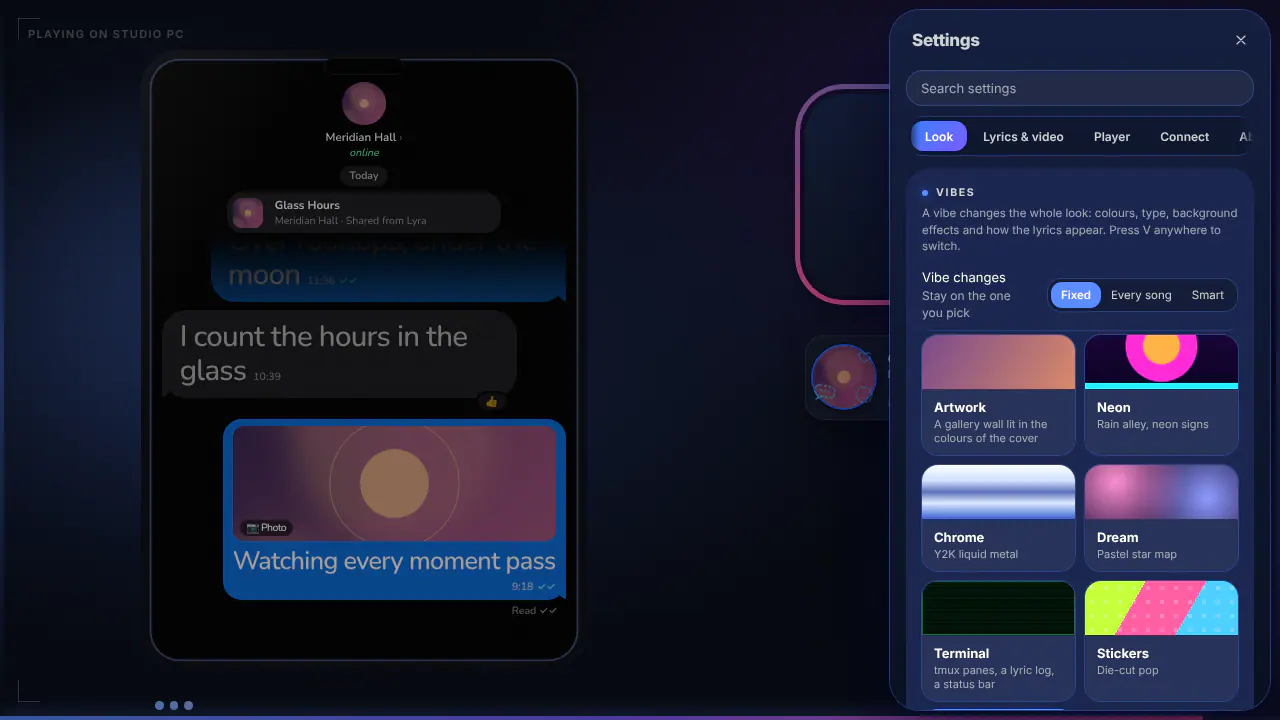 PLAYING ON STUDIO PC
Meridian Hall
online
Today
Glass Hours
Meridian Hall · Shared from Lyra
Over rooftops, under the
moon 11:56 ✓✓
I count the hours in the
glass 10:39
👍
📷 Photo
Watching every moment pass
9:18 ✓✓
Read ✓✓
Settings
Search settings
Look
Lyrics & video
Player
Connect
VIBES
A vibe changes the whole look: colours, type, background
effects and how the lyrics appear. Press V anywhere to
switch.
Vibe changes
Stay on the one
you pick
Fixed
Every song
Smart
Artwork
A gallery wall lit in the
colours of the cover
Neon
Rain alley, neon signs
Chrome
Y2K liquid metal
Dream
Pastel star map
Terminal
tmux panes, a lyric log,
a status bar
Stickers
Die-cut pop